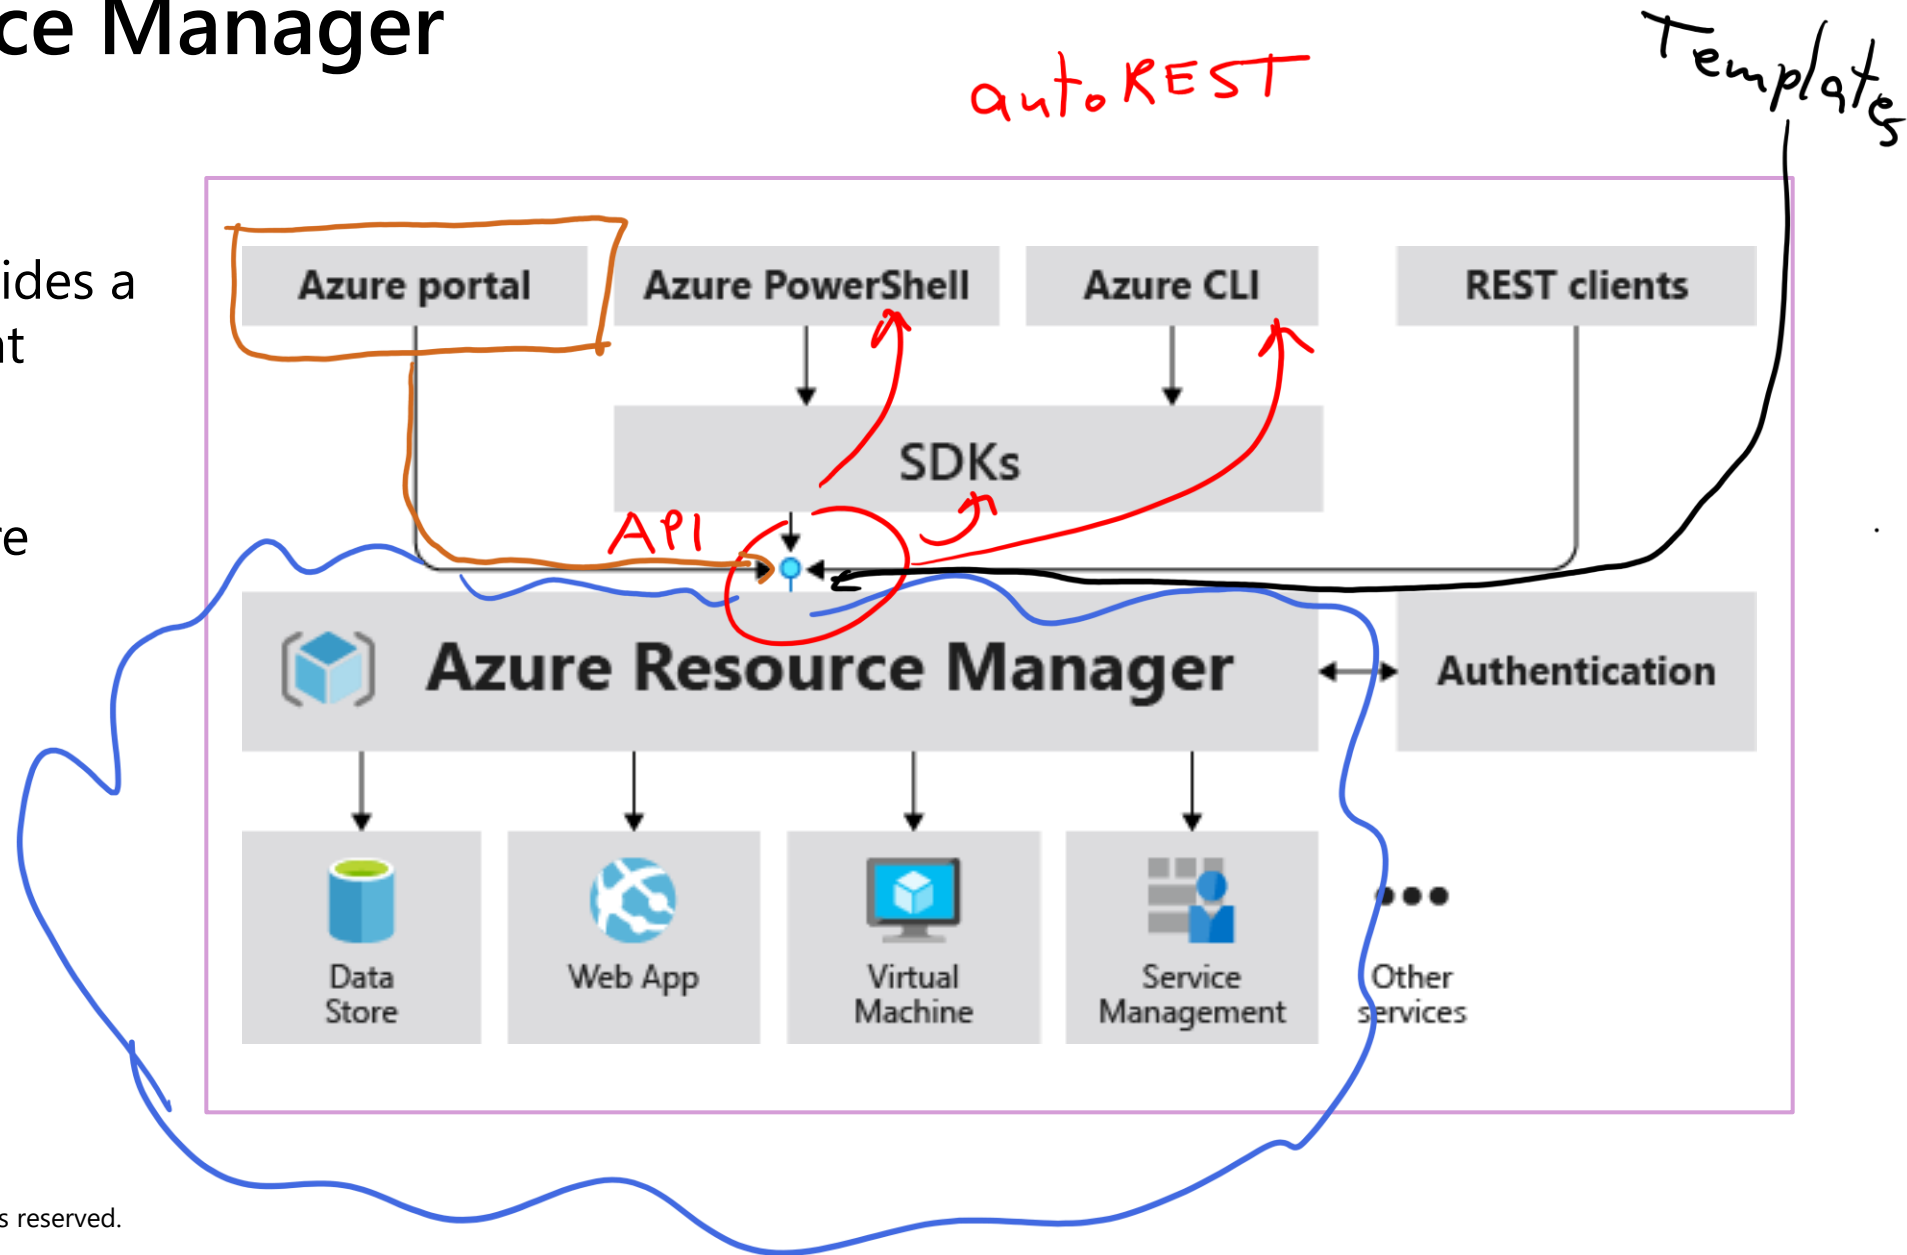 ce Manager
Templates
autoREST
ides a
nt
re
Azure portal
Azure PowerShell
Azure CLI
REST clients
SDKs
API
Azure Resource Manager
Authentication
Data
Store
Web App
Virtual
Machine
Service
Management
Other
services
s reserved.